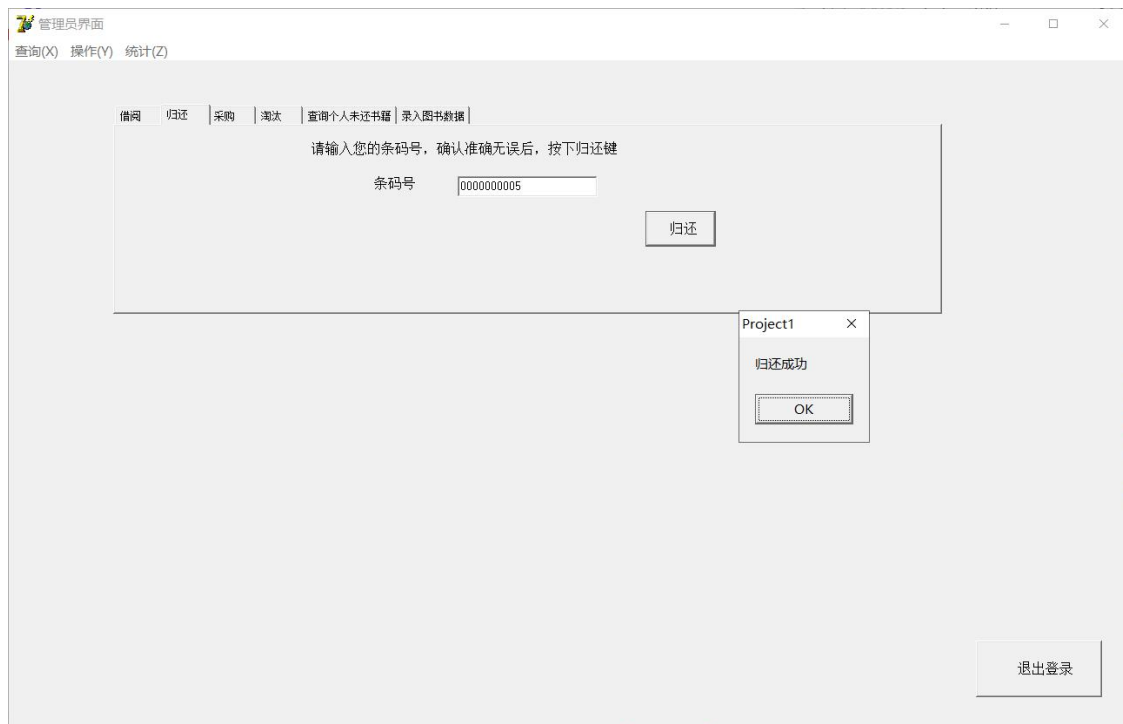 管理员界面
查询(X) 操作(Y) 统计(Z)
借阅 归还 采购 淘汰 查询个人未还书籍 录入图书数据
请输入您的条码号，确认准确无误后，按下归还键
条码号 0000000005
归还
Project1
归还成功
OK
退出登录